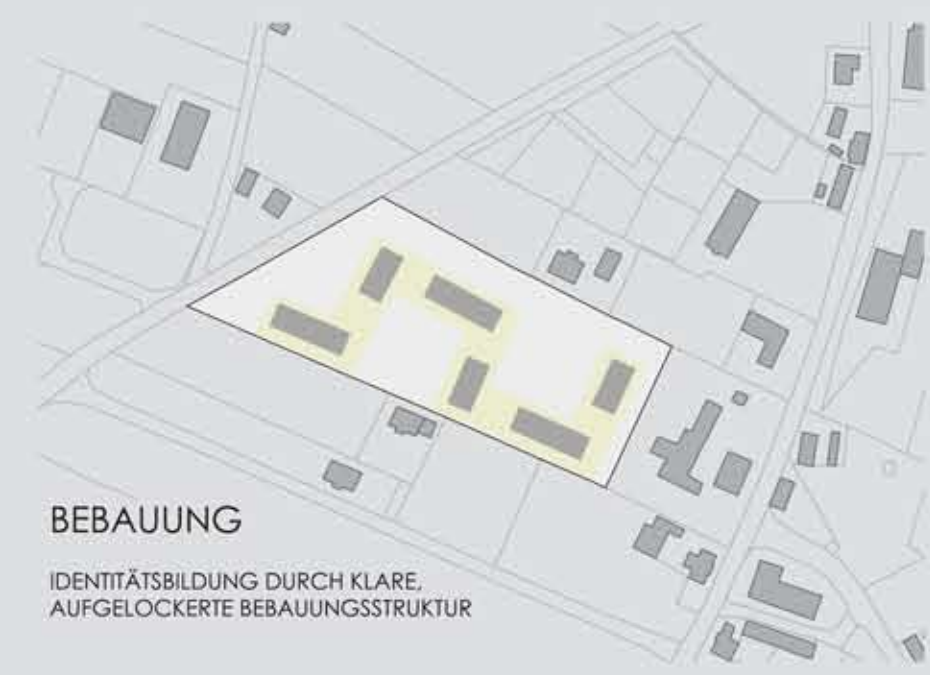 BEBAUUNG
IDENTITÄTSBILDUNG DURCH KLARE,
AUFGELOCKERTE BEBAUUNGSSTRUKTUR